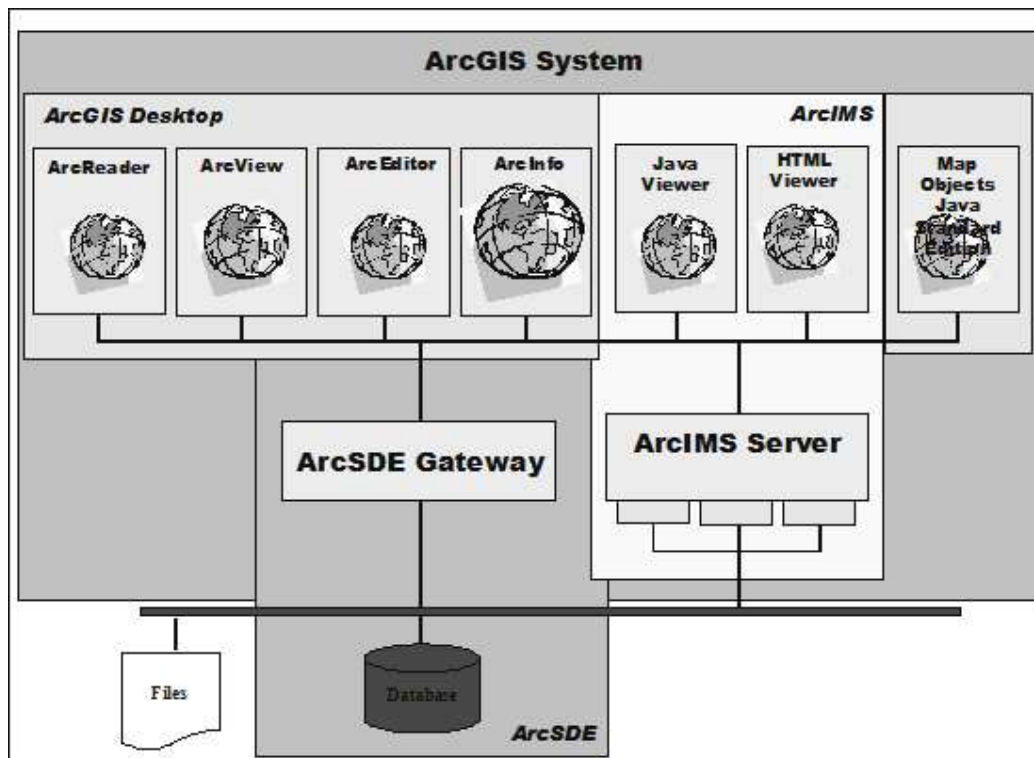 ArcGIS System
ArcGIS Desktop
ArcIMS
ArcReader
ArcView
ArcEditor
ArcInfo
Java
Viewer
HTML
Viewer
Map
Objects
Java
Standard
Edition
ArcSDE Gateway
ArcIMS Server
Files
Database
ArcSDE